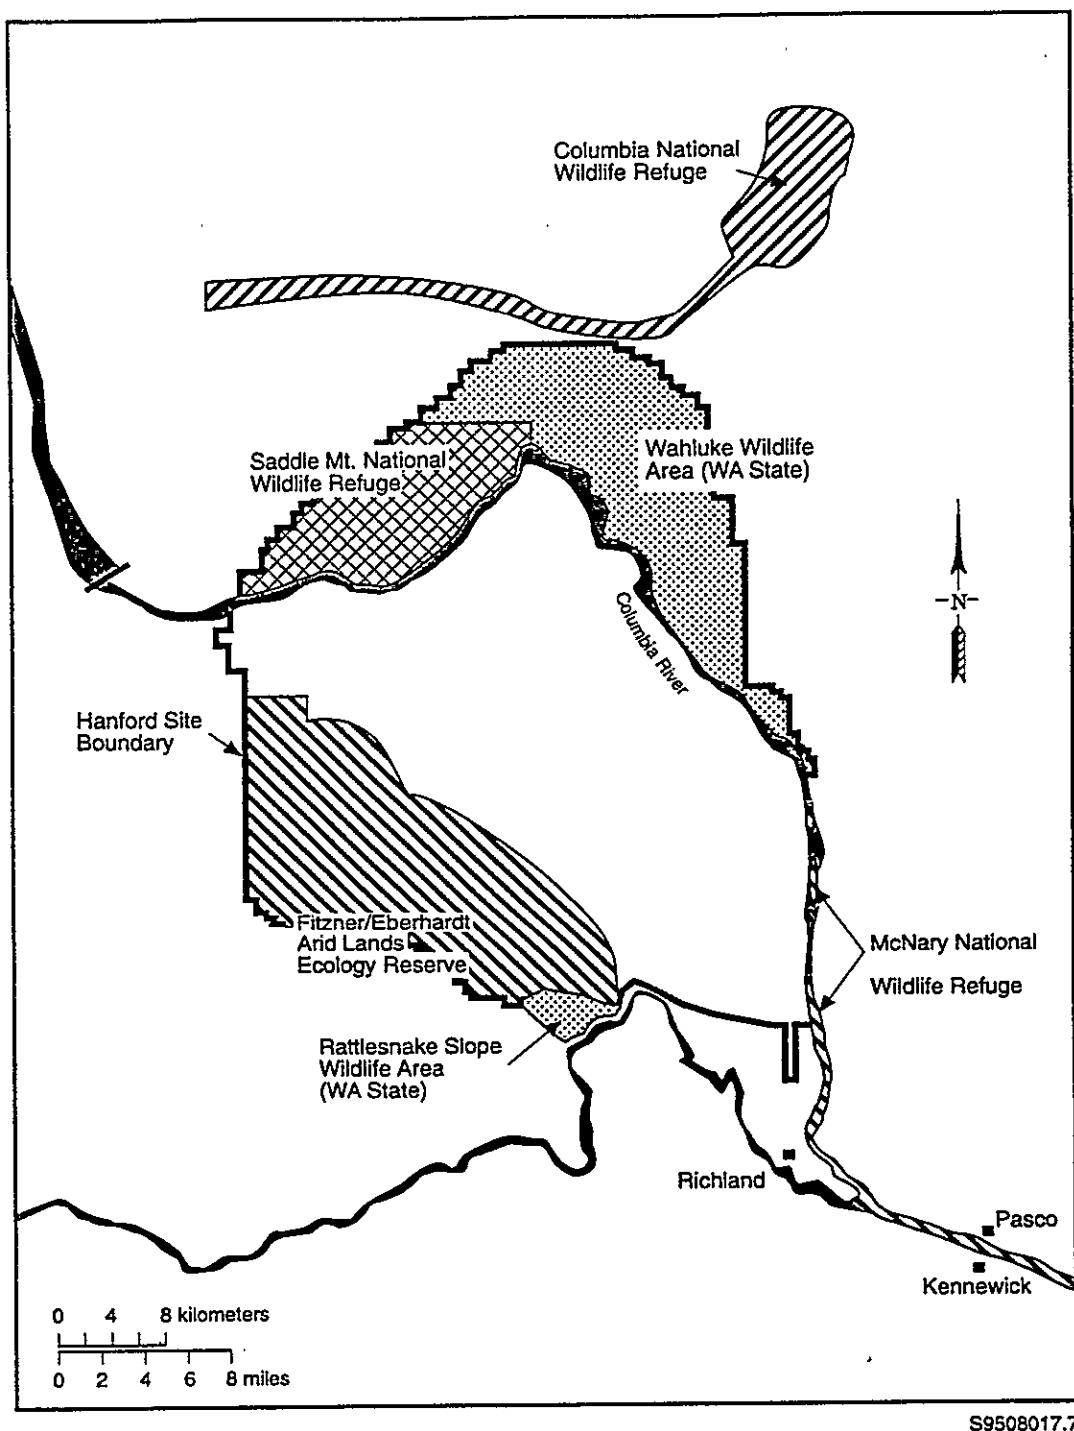 Columbia National
Wildlife Refuge
Saddle Mt. National
Wildlife Refuge
Wahluke Wildlife
Area (WA State)
N
Columbia River
Hanford Site
Boundary
Fitzner/Eberhardt
Arid Lands
Ecology Reserve
McNary National
Wildlife Refuge
Rattlesnake Slope
Wildlife Area
(WA State)
Richland
Pasco
Kennewick
0 4 8 kilometers
0 2 4 6 8 miles
S9508017.7